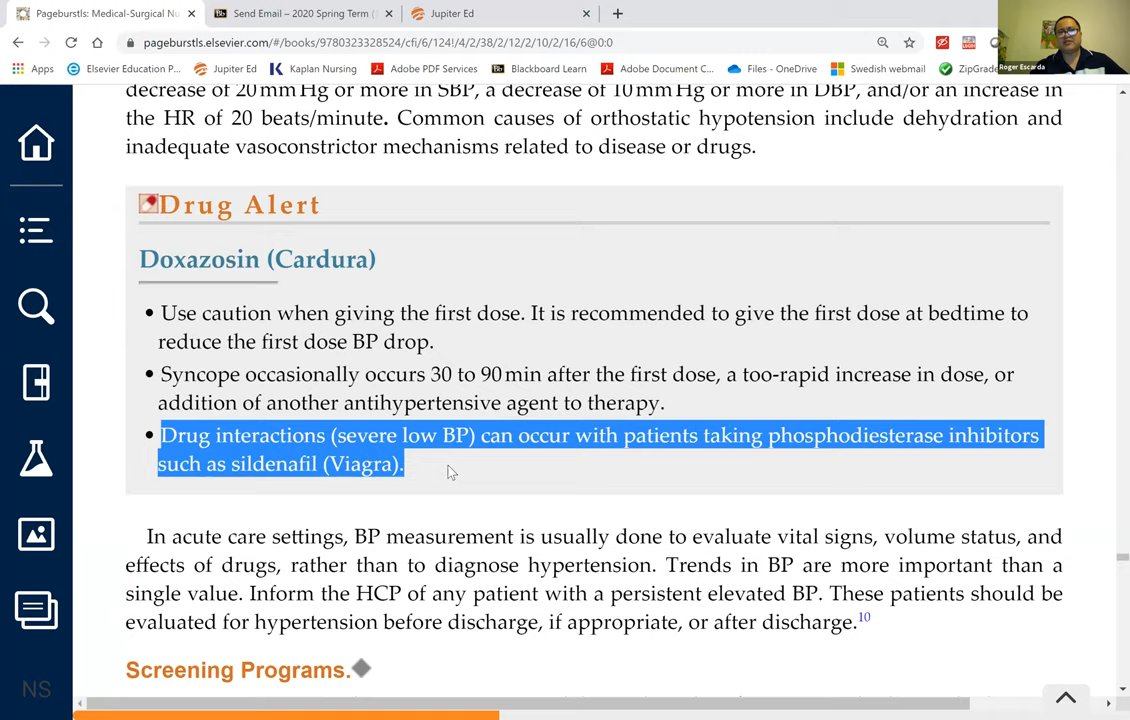 Pageburstls: Medical-Surgical Nu
Send Email – 2020 Spring Term (
Jupiter Ed
pageburstls.elsevier.com/#/books/9780323328524/cfi/6/124!/4/2/38/2/12/2/10/2/16/6@0:0
Apps
Elsevier Education P...
Jupiter Ed
Kaplan Nursing
Adobe PDF Services
Blackboard Learn
Adobe Document C...
Files - OneDrive
Swedish webmail
ZipGrade
Roger Escarda
decrease of 20 mm Hg or more in SBP, a decrease of 10 mm Hg or more in DBP, and/or an increase in
the HR of 20 beats/minute. Common causes of orthostatic hypotension include dehydration and
inadequate vasoconstrictor mechanisms related to disease or drugs.
Drug Alert
Doxazosin (Cardura)
• Use caution when giving the first dose. It is recommended to give the first dose at bedtime to
reduce the first dose BP drop.
• Syncope occasionally occurs 30 to 90 min after the first dose, a too-rapid increase in dose, or
addition of another antihypertensive agent to therapy.
• Drug interactions (severe low BP) can occur with patients taking phosphodiesterase inhibitors
such as sildenafil (Viagra).
In acute care settings, BP measurement is usually done to evaluate vital signs, volume status, and
effects of drugs, rather than to diagnose hypertension. Trends in BP are more important than a
single value. Inform the HCP of any patient with a persistent elevated BP. These patients should be
evaluated for hypertension before discharge, if appropriate, or after discharge.10
Screening Programs.
NS